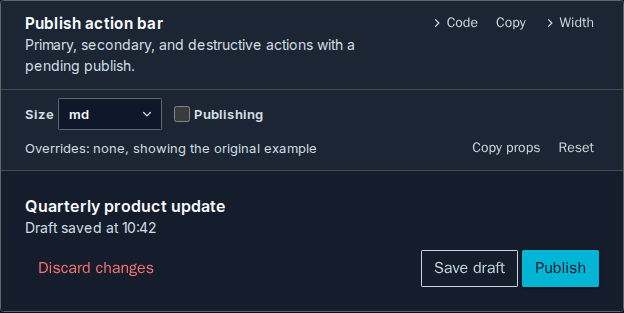 Publish action bar
Code Copy Width
Primary, secondary, and destructive actions with a
pending publish.
Size md Publishing
Overrides: none, showing the original example
Copy props Reset
Quarterly product update
Draft saved at 10:42
Discard changes
Save draft Publish